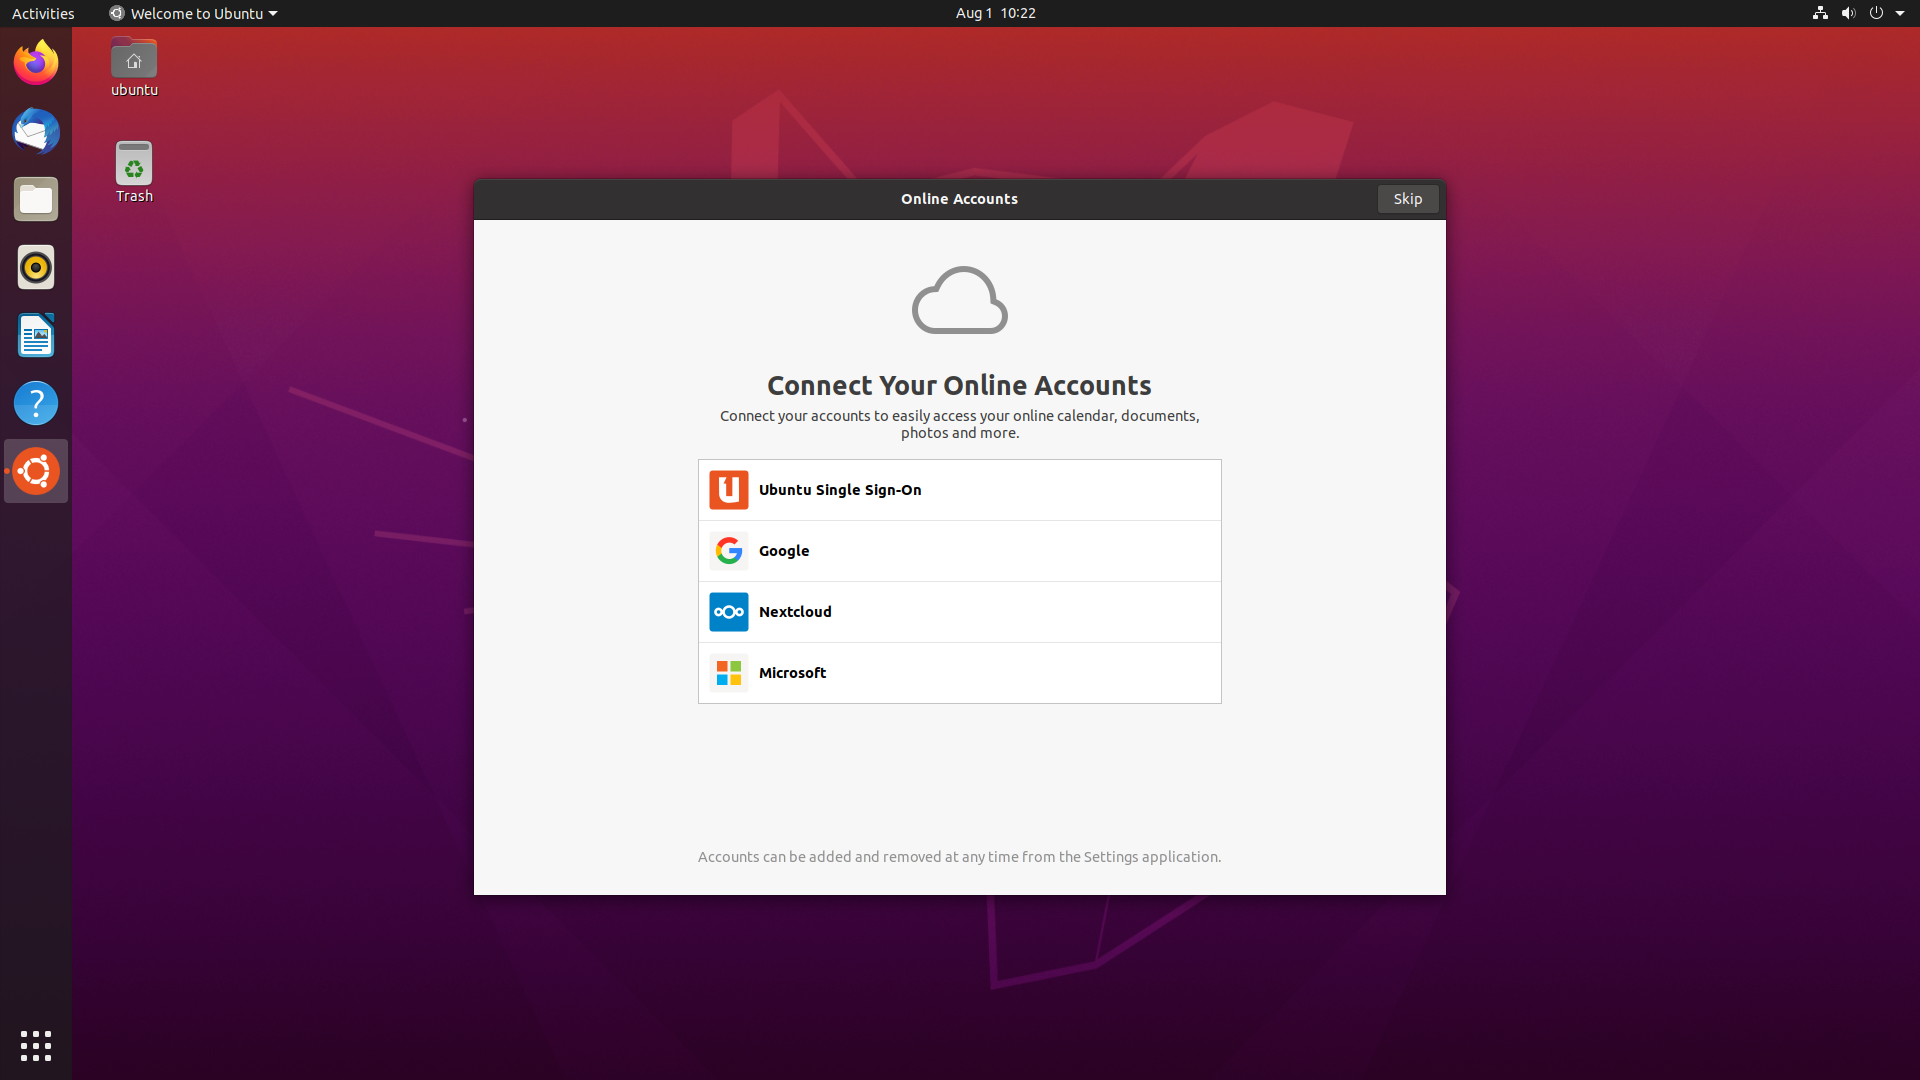 Activities
Welcome to Ubuntu
Aug 1 10:22
ubuntu
Trash
Online Accounts
Skip
Connect Your Online Accounts
Connect your accounts to easily access your online calendar, documents,
photos and more.
Ubuntu Single Sign-On
Google
Nextcloud
Microsoft
Accounts can be added and removed at any time from the Settings application.